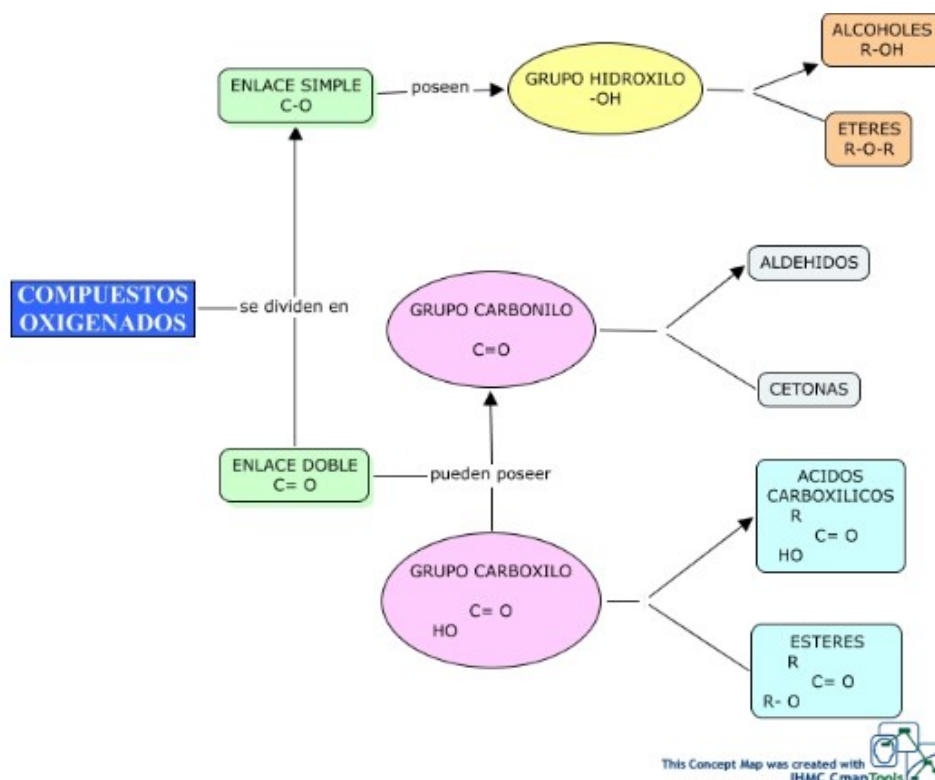 COMPUESTOS
OXIGENADOS
se dividen en
ENLACE SIMPLE
C-O
poseen
GRUPO HIDROXILO
-OH
ALCOHOLES
R-OH
ETERES
R-O-R
ENLACE DOBLE
C= O
pueden poseer
GRUPO CARBONILO
C=O
ALDEHIDOS
CETONAS
GRUPO CARBOXILO
C= O
HO
ACIDOS
CARBOXILICOS
R
C= O
HO
ESTERES
R
C= O
R- O
This Concept Map was created with
IHMC CmapTools